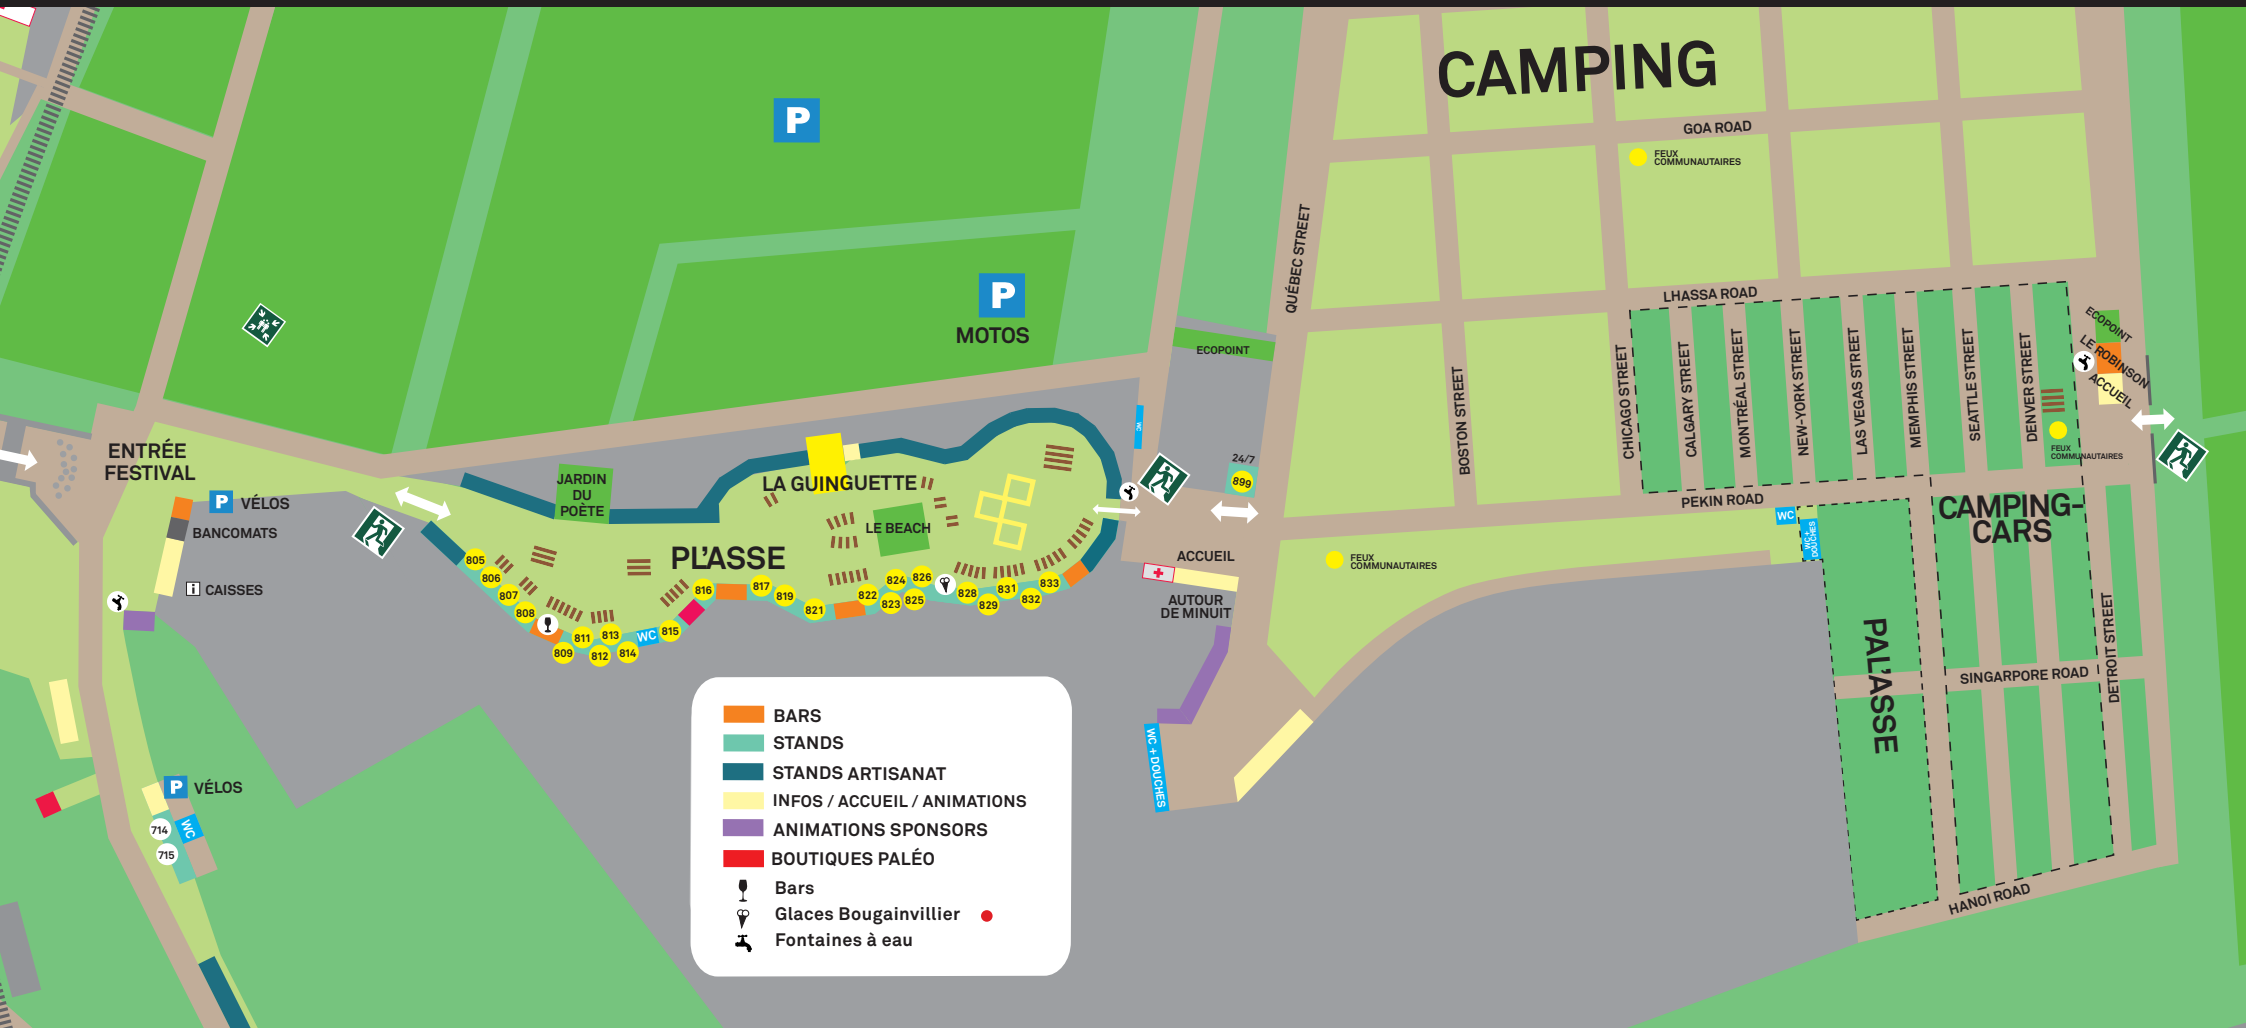 CAMPING
P
GOA ROAD
FEUX
COMMUNAUTAIRES
QUÉBEC STREET
P
MOTOS
LHASSA ROAD
ECOPOINT
ECOPOINT
LE ROBINSON
ACCUEIL
BOSTON STREET
CHICAGO STREET
CALGARY STREET
MONTRÉAL STREET
NEW-YORK STREET
LAS VEGAS STREET
MEMPHIS STREET
SEATTLE STREET
DENVER STREET
FEUX
COMMUNAUTAIRES
WC
24/7
899
ENTRÉE
FESTIVAL
P VÉLOS
BANCOMATS
i CAISSES
JARDIN
DU
POÈTE
LA GUINGUETTE
LE BEACH
PL'ASSE
PEKIN ROAD
WC
WC +
DOUCHES
CAMPING-
CARS
805
806
807
808
809
811
812
813
814
WC
815
816
817
819
821
822
823
824
825
826
828
829
831
832
833
ACCUEIL
AUTOUR
DE MINUIT
FEUX
COMMUNAUTAIRES
PAL'ASSE
SINGARPORE ROAD
DETROIT STREET
HANOI ROAD
WC + DOUCHES
P VÉLOS
714
WC
715
BARS
STANDS
STANDS ARTISANAT
INFOS / ACCUEIL / ANIMATIONS
ANIMATIONS SPONSORS
BOUTIQUES PALÉO
Bars
Glaces Bougainvillier
Fontaines à eau